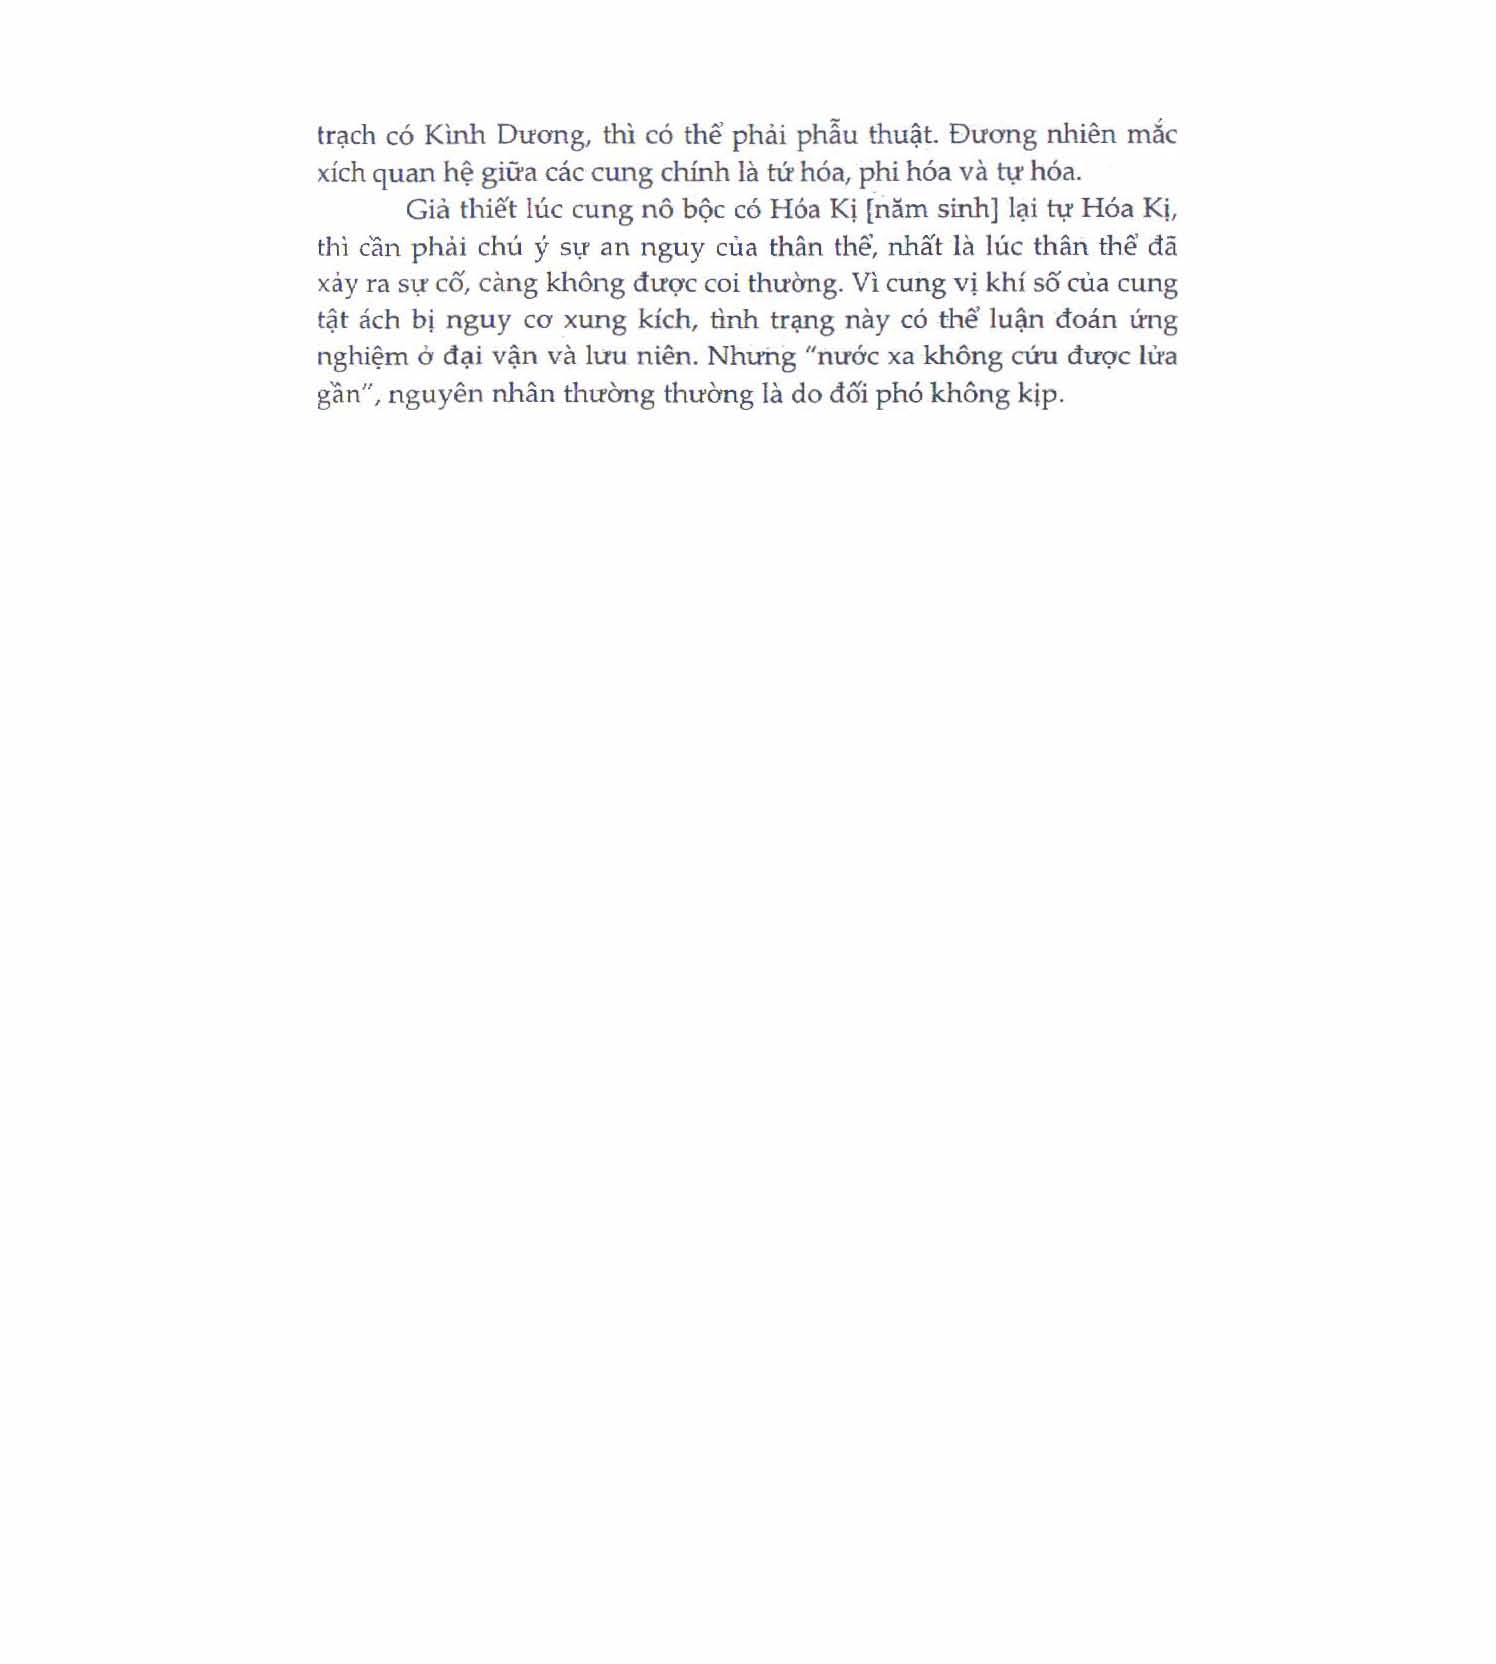 trạch có Kình Dương, thì có thể phải phẫu thuật. Đương nhiên mắc
xích quan hệ giữa các cung chính là tứ hóa, phi hóa và tự hóa.
Giả thiết lúc cung nô bộc có Hóa Kị [năm sinh] lại tự Hóa Kị,
thì cần phải chú ý sự an nguy của thân thể, nhất là lúc thân thể đã
xảy ra sự cố, càng không được coi thường. Vì cung vị khí số của cung
tật ách bị nguy cơ xung kích, tình trạng này có thể luận đoán ứng
nghiệm ở đại vận và lưu niên. Nhưng "nước xa không cứu được lửa
gần", nguyên nhân thường thường là do đối phó không kịp.